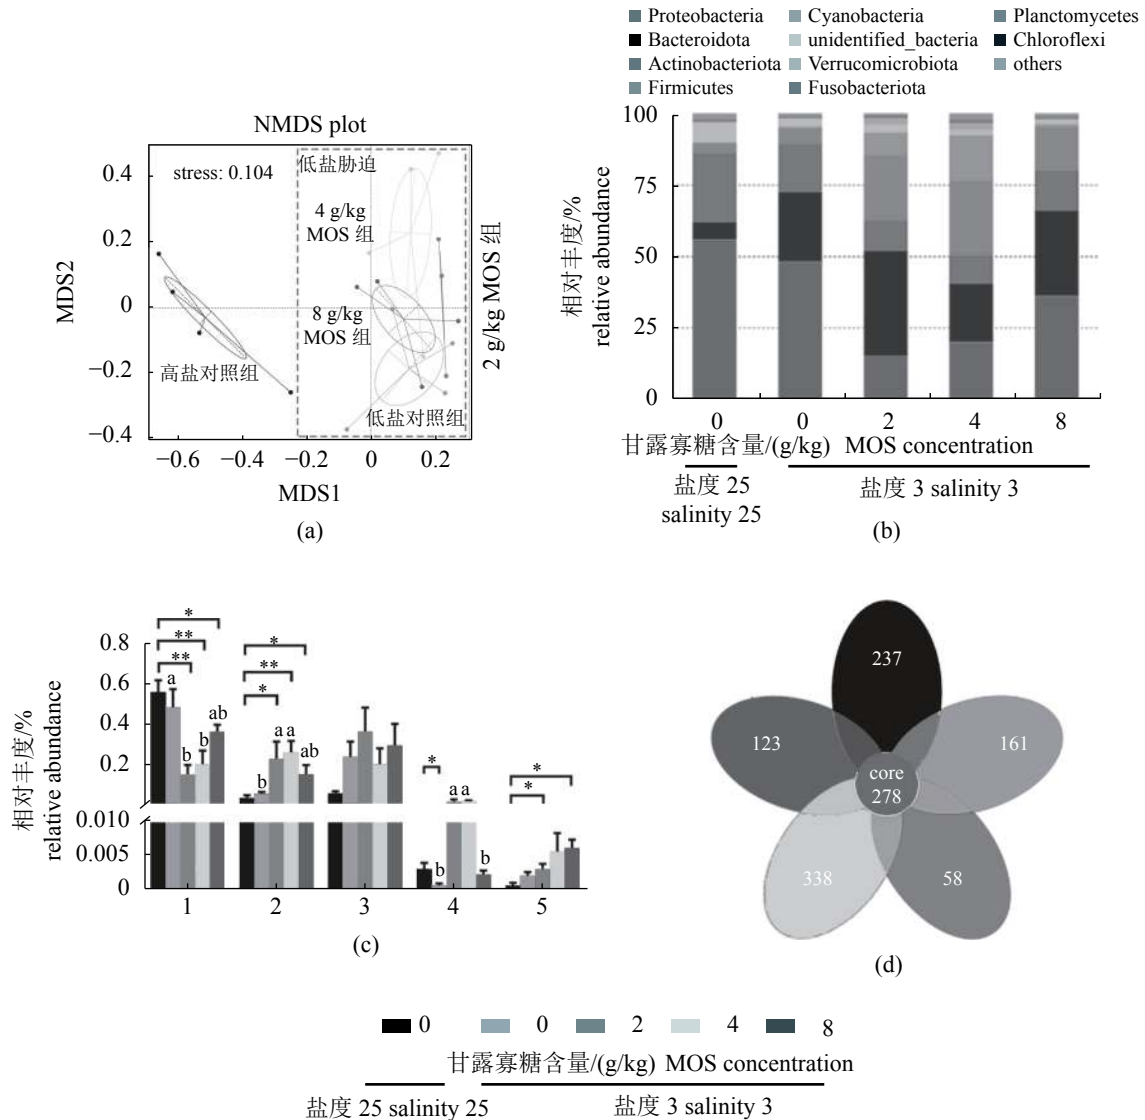 Proteobacteria Cyanobacteria Planctomycetes
Bacteroidota unidentified_bacteria Chloroflexi
Actinobacteriota Verrucomicrobiota others
Firmicutes Fusobacteriota
NMDS plot
stress: 0.104
低盐胁迫
4 g/kg
MOS 组
8 g/kg
MOS 组
2 g/kg MOS 组
高盐对照组
低盐对照组
MDS2
0.4
0.2
0
−0.2
−0.4
−0.6 −0.4 −0.2 0 0.2
MDS1
(a)
相对丰度/%
relative abundance
100
75
50
25
0
0 0 2 4 8
甘露寡糖含量/(g/kg) MOS concentration
盐度 25
salinity 25
盐度 3 salinity 3
(b)
相对丰度/%
relative abundance
0.8
0.6
0.4
0.2
0.010
0.005
0
*
**
**
a
b
b
ab
*
**
*
b
a a
ab
*
b
a a
b
*
*
1 2 3 4 5
(c)
237
123
161
core
278
338
58
(d)
0 0 2 4 8
甘露寡糖含量/(g/kg) MOS concentration
盐度 25 salinity 25 盐度 3 salinity 3